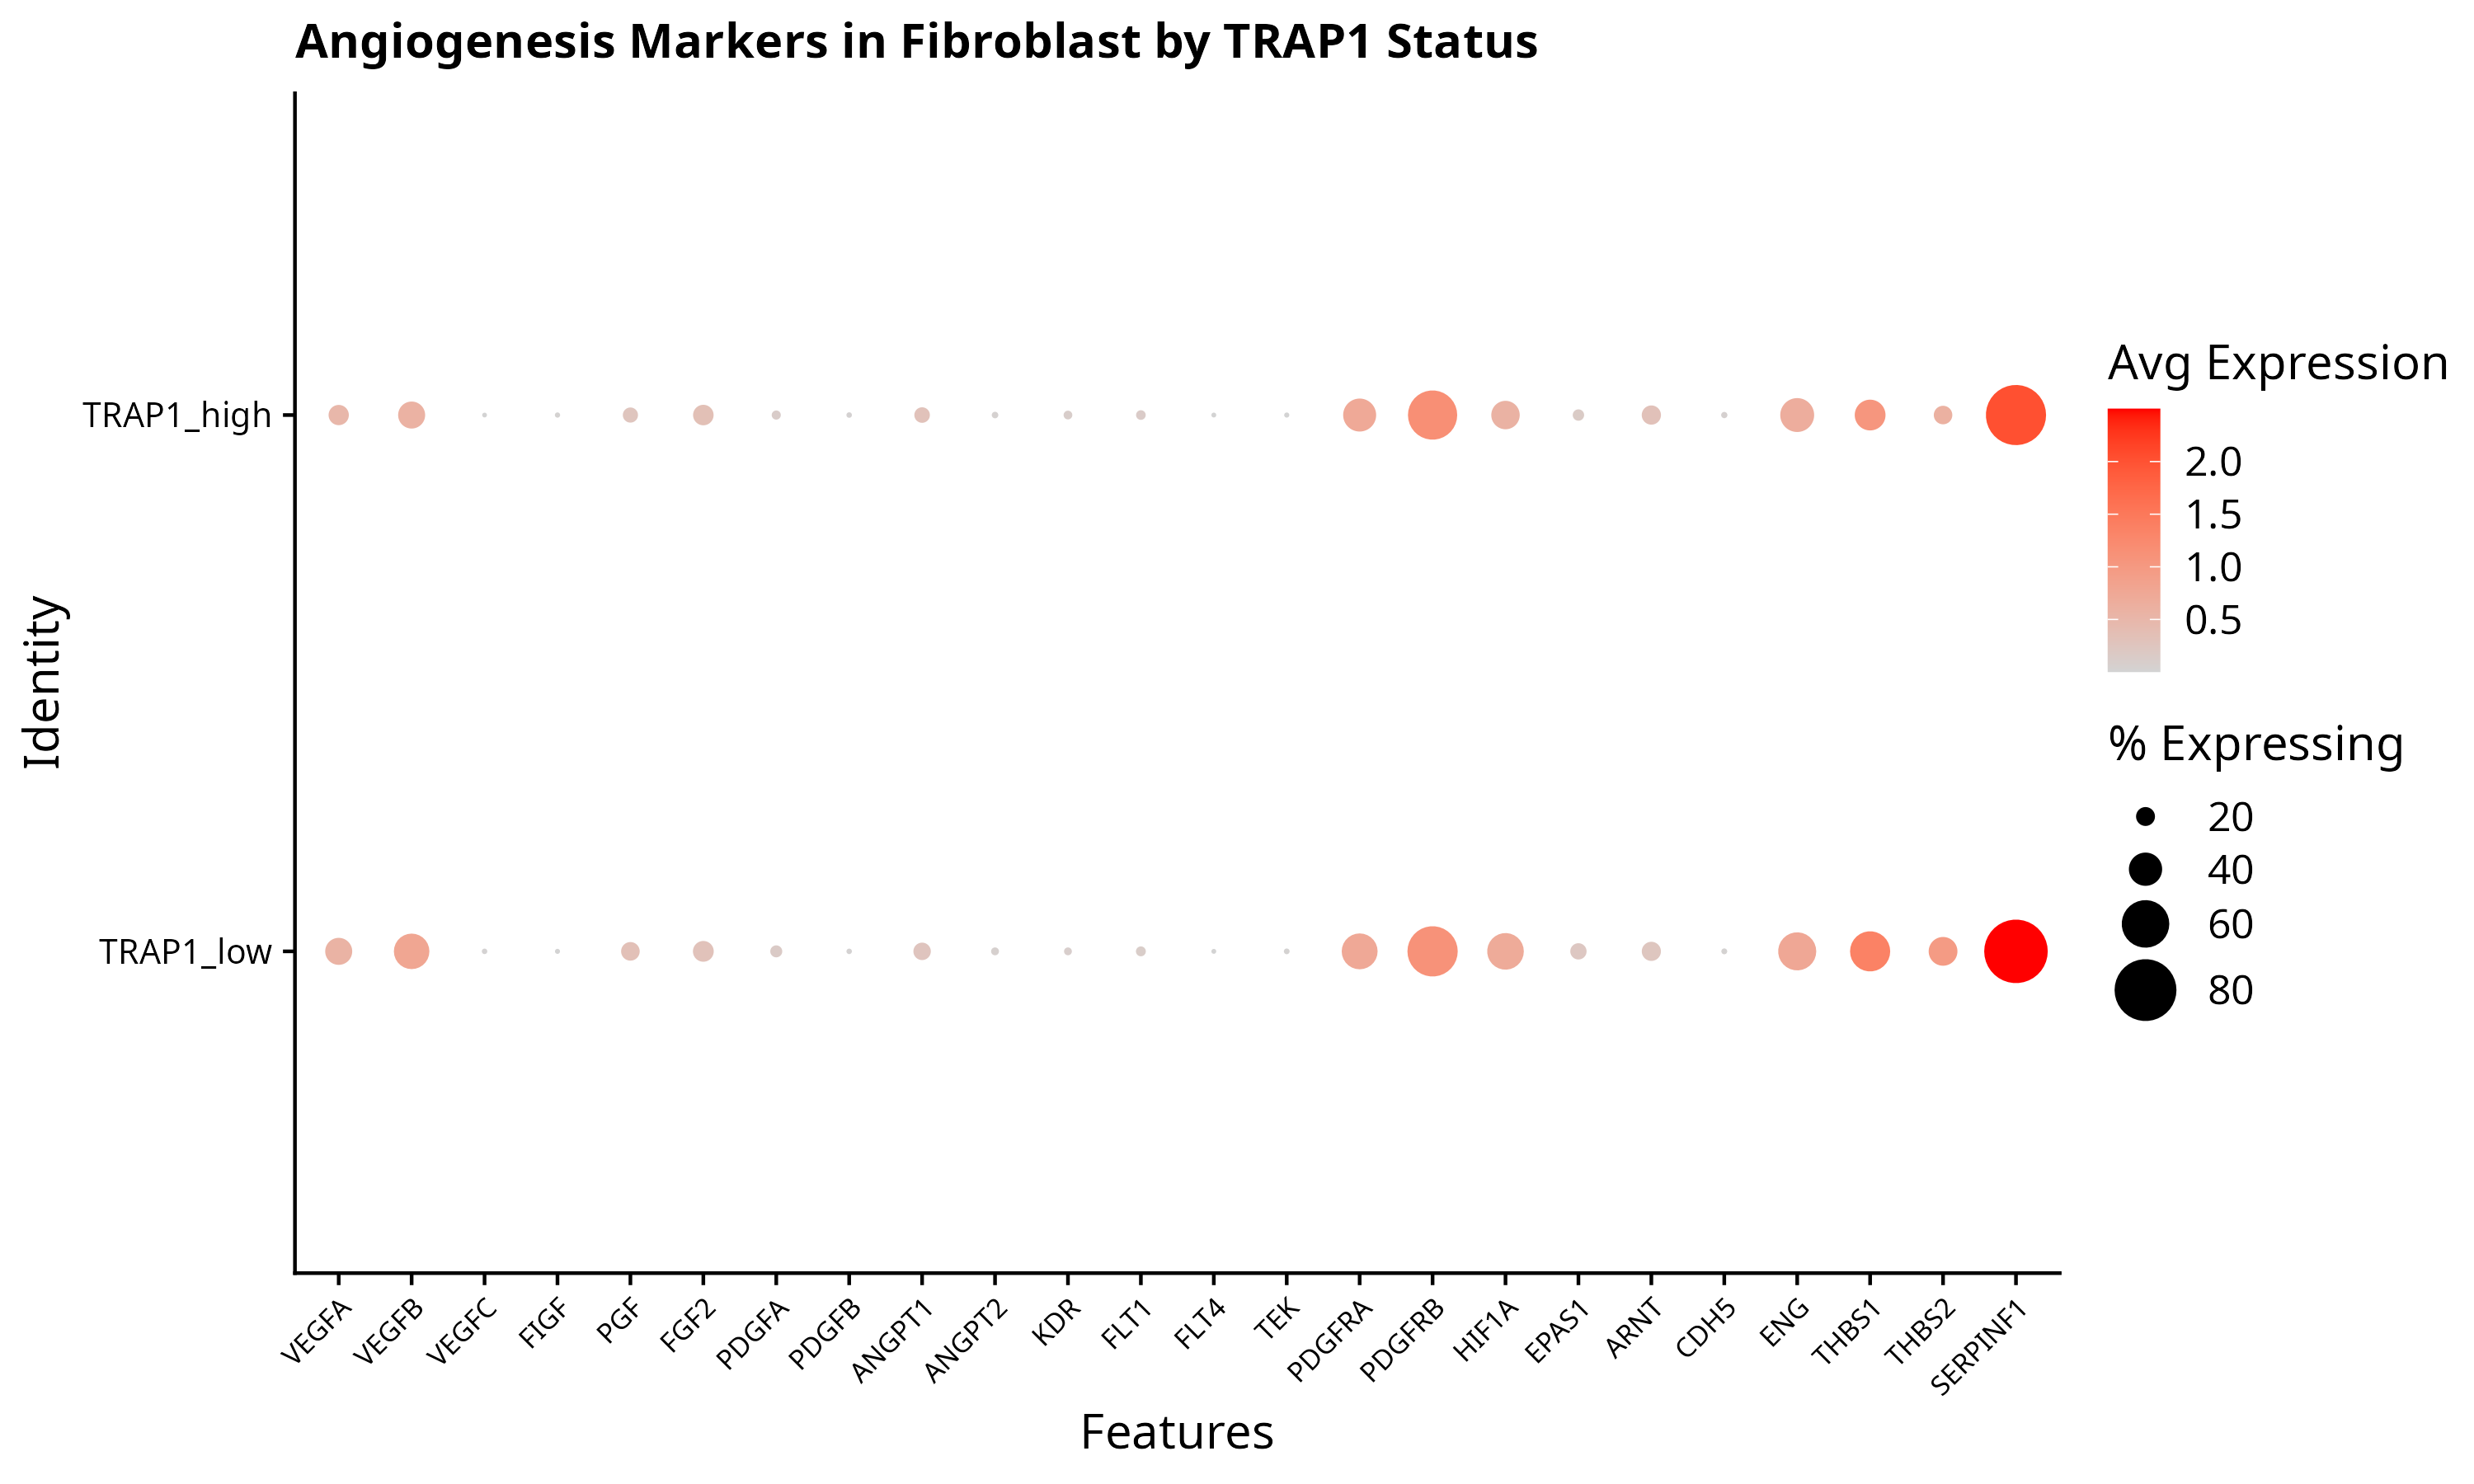 Angiogenesis Markers in Fibroblast by TRAP1 Status
Identity
TRAP1_high
TRAP1_low
VEGFA
VEGFB
VEGFC
FIGF
PGF
FGF2
PDGFA
PDGFB
ANGPT1
ANGPT2
KDR
FLT1
FLT4
TEK
PDGFRA
PDGFRB
HIF1A
EPAS1
ARNT
CDH5
ENG
THBS1
THBS2
SERPINF1
Features
Avg Expression
2.0
1.5
1.0
0.5
% Expressing
20
40
60
80